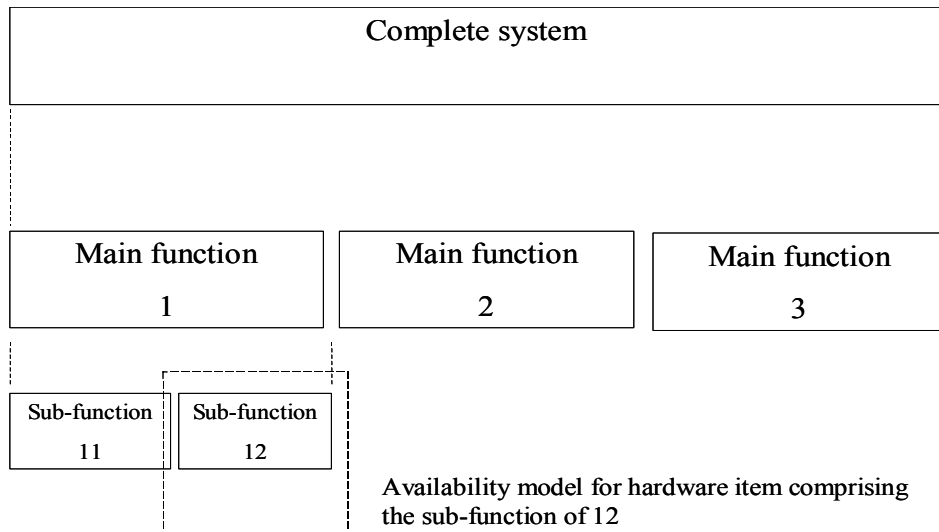 Complete system
Main function
1
Main function
2
Main function
3
Sub-function
11
Sub-function
12
Availability model for hardware item comprising
the sub-function of 12